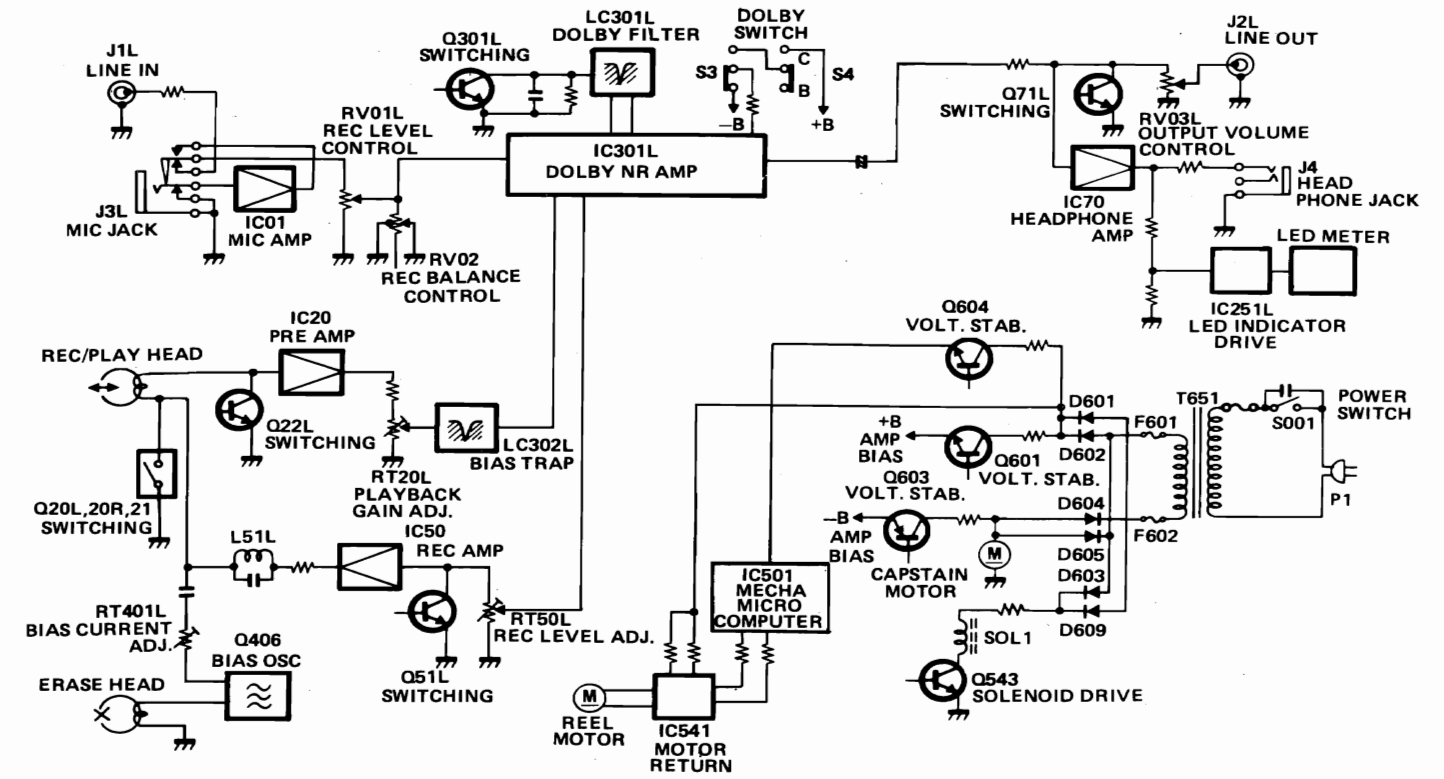 J1L
LINE IN
J3L
MIC JACK
IC01
MIC AMP
RV01L
REC LEVEL
CONTROL
RV02
REC BALANCE
CONTROL
Q301L
SWITCHING
LC301L
DOLBY FILTER
DOLBY
SWITCH
S3
C
B
S4
–B
+B
IC301L
DOLBY NR AMP
J2L
LINE OUT
Q71L
SWITCHING
RV03L
OUTPUT VOLUME
CONTROL
IC70
HEADPHONE
AMP
J4
HEAD
PHONE JACK
LED METER
IC251L
LED INDICATOR
DRIVE
REC/PLAY HEAD
IC20
PRE AMP
Q22L
SWITCHING
LC302L
BIAS TRAP
RT20L
PLAYBACK
GAIN ADJ.
Q20L,20R,21
SWITCHING
L51L
IC50
REC AMP
RT50L
REC LEVEL ADJ.
Q51L
SWITCHING
RT401L
BIAS CURRENT
ADJ.
Q406
BIAS OSC
ERASE HEAD
Q604
VOLT. STAB.
+B
AMP
BIAS
Q601
VOLT. STAB.
Q603
VOLT. STAB.
–B
AMP
BIAS
D601
D602
D604
D605
D603
D609
F601
F602
T651
S001
POWER
SWITCH
P1
M
CAPSTAIN
MOTOR
IC501
MECHA
MICRO
COMPUTER
SOL1
Q543
SOLENOID DRIVE
M
REEL
MOTOR
IC541
MOTOR
RETURN